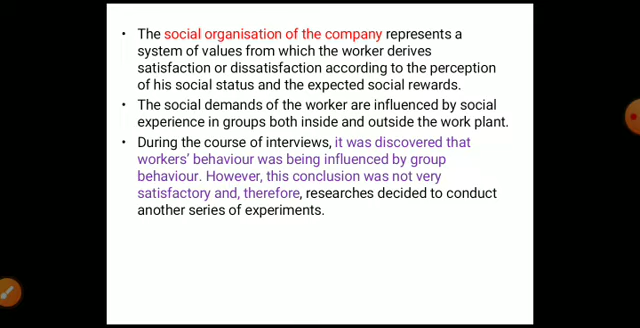 • The social organisation of the company represents a
system of values from which the worker derives
satisfaction or dissatisfaction according to the perception
of his social status and the expected social rewards.
• The social demands of the worker are influenced by social
experience in groups both inside and outside the work plant.
• During the course of interviews, it was discovered that
workers' behaviour was being influenced by group
behaviour. However, this conclusion was not very
satisfactory and, therefore, researches decided to conduct
another series of experiments.